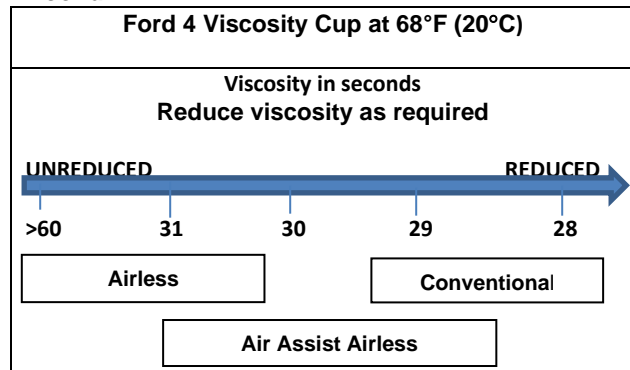 Ford 4 Viscosity Cup at 68°F (20°C)
Viscosity in seconds
Reduce viscosity as required
UNREDUCED REDUCED
>60 31 30 29 28
Airless Conventional
Air Assist Airless